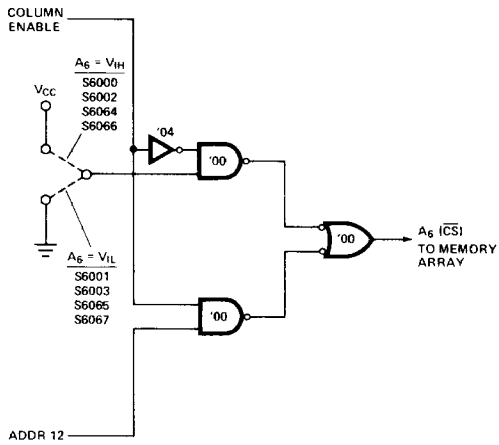 COLUMN
ENABLE
A6 = VIH
S6000
S6002
S6064
S6066
VCC
'04
'00
'00
A6 (C̅S̅)
TO MEMORY
ARRAY
A6 = VIL
S6001
S6003
S6065
S6067
'00
ADDR 12